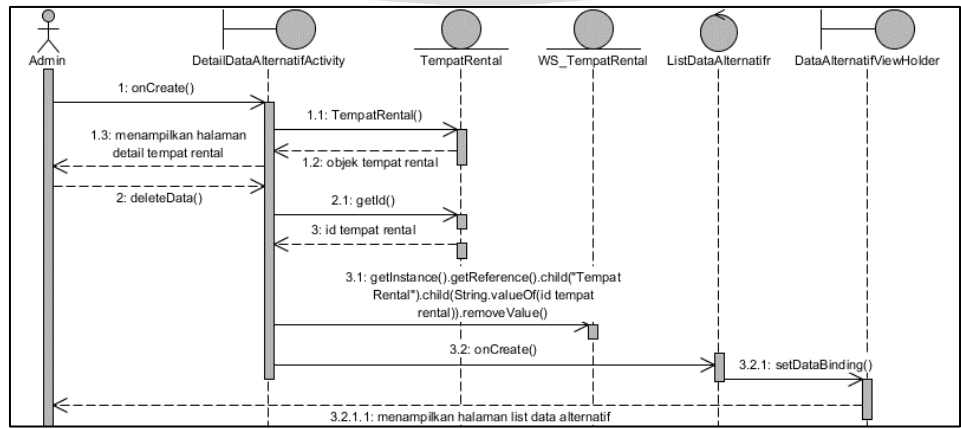 Admin
DetailDataAlternatifActivity
TempatRental
WS_TempatRental
ListDataAlternatifr
DataAlternatifViewHolder
1: onCreate()
1.1: TempatRental()
1.3: menampilkan halaman
detail tempat rental
1.2: objek tempat rental
2: deleteData()
2.1: getId()
3: id tempat rental
3.1: getInstance().getReference().child("Tempat
Rental").child(String.valueOf(id tempat
rental)).removeValue()
3.2: onCreate()
3.2.1: setDataBinding()
3.2.1.1: menampilkan halaman list data alternatif